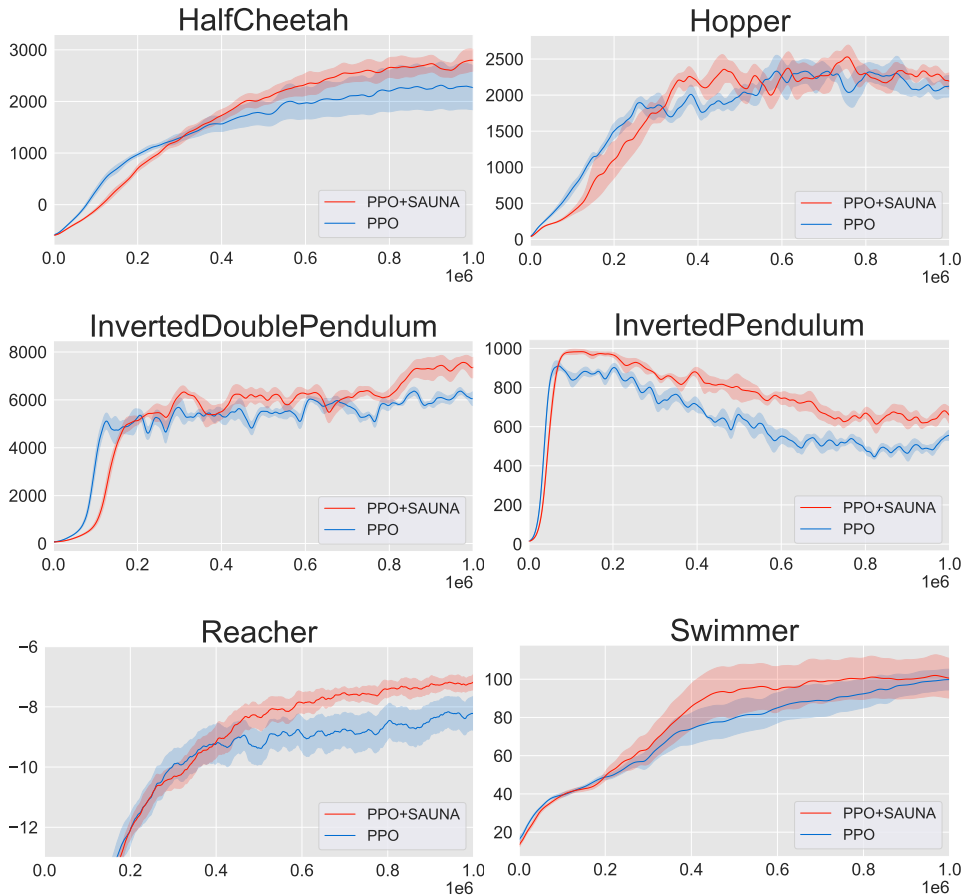 HalfCheetah
3000
2000
1000
0
PPO+SAUNA
PPO
0.0 0.2 0.4 0.6 0.8 1.0
1e6
Hopper
2500
2000
1500
1000
500
0
PPO+SAUNA
PPO
0.0 0.2 0.4 0.6 0.8 1.0
1e6
InvertedDoublePendulum
8000
6000
4000
2000
0
PPO+SAUNA
PPO
0.0 0.2 0.4 0.6 0.8 1.0
1e6
InvertedPendulum
1000
800
600
400
200
0
PPO+SAUNA
PPO
0.0 0.2 0.4 0.6 0.8 1.0
1e6
Reacher
−6
−8
−10
−12
PPO+SAUNA
PPO
0.0 0.2 0.4 0.6 0.8 1.0
1e6
Swimmer
100
80
60
40
20
PPO+SAUNA
PPO
0.0 0.2 0.4 0.6 0.8 1.0
1e6